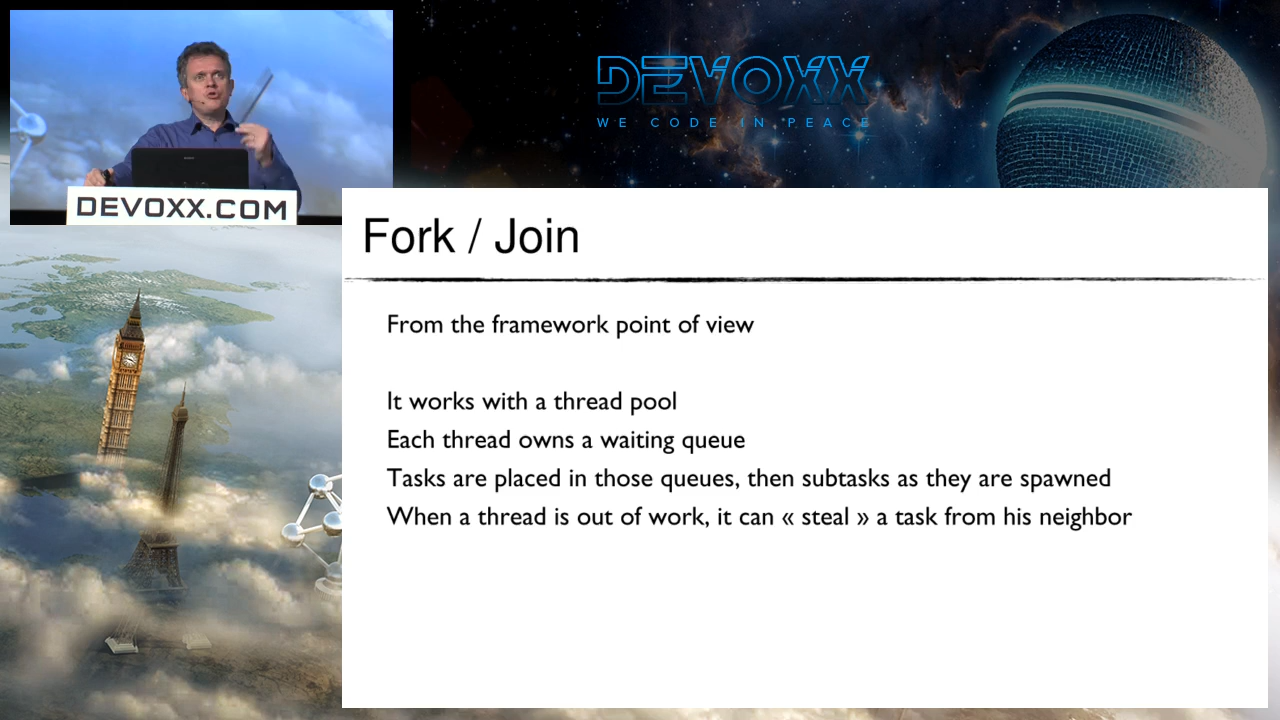 DEVOXX
WE CODE IN PEACE
DEVOXX.COM
Fork / Join
From the framework point of view
It works with a thread pool
Each thread owns a waiting queue
Tasks are placed in those queues, then subtasks as they are spawned
When a thread is out of work, it can « steal » a task from his neighbor